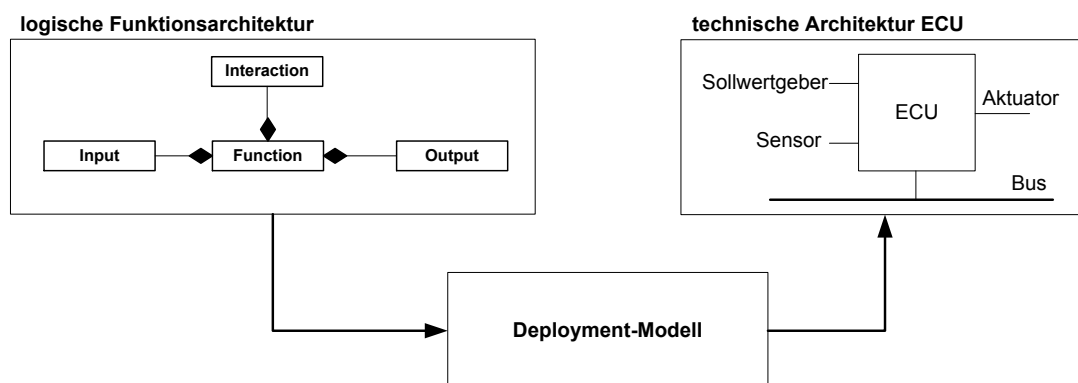 logische Funktionsarchitektur
Interaction
Input
Function
Output
technische Architektur ECU
Sollwertgeber
Sensor
ECU
Aktuator
Bus
Deployment-Modell